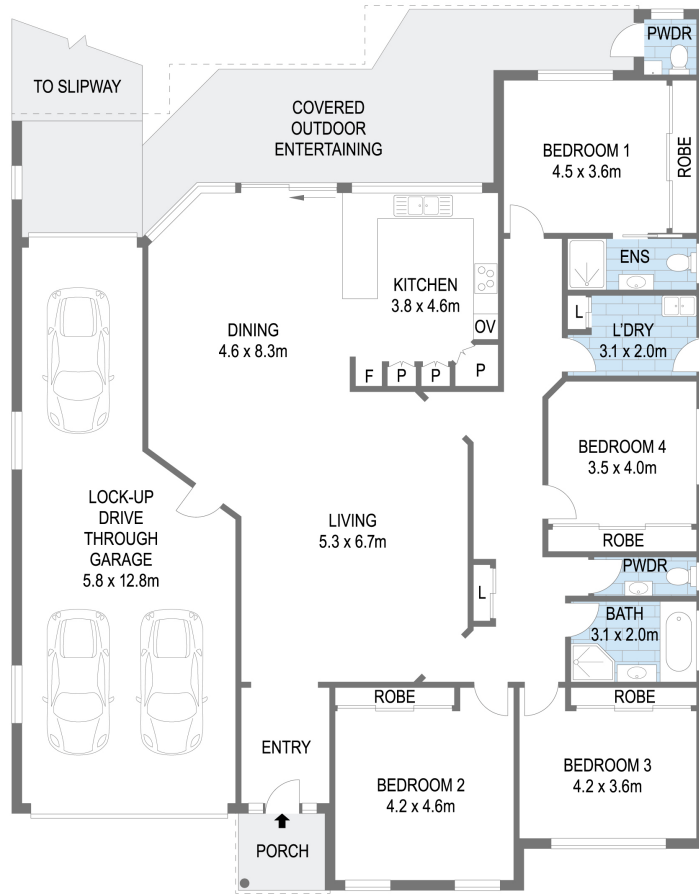 PWDR
TO SLIPWAY
COVERED
OUTDOOR
ENTERTAINING
BEDROOM 1
4.5 x 3.6m
ROBE
ENS
KITCHEN
3.8 x 4.6m
L
L'DRY
3.1 x 2.0m
OV
DINING
4.6 x 8.3m
F
P
P
P
BEDROOM 4
3.5 x 4.0m
ROBE
LOCK-UP
DRIVE
THROUGH
GARAGE
5.8 x 12.8m
LIVING
5.3 x 6.7m
PWDR
L
BATH
3.1 x 2.0m
ROBE
ROBE
ENTRY
BEDROOM 2
4.2 x 4.6m
BEDROOM 3
4.2 x 3.6m
PORCH